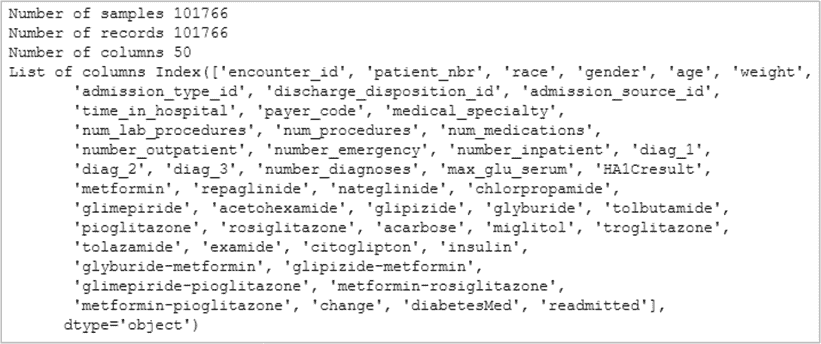 Number of samples 101766
Number of records 101766
Number of columns 50
List of columns Index(['encounter_id', 'patient_nbr', 'race', 'gender', 'age', 'weight',
'admission_type_id', 'discharge_disposition_id', 'admission_source_id',
'time_in_hospital', 'payer_code', 'medical_specialty',
'num_lab_procedures', 'num_procedures', 'num_medications',
'number_outpatient', 'number_emergency', 'number_inpatient', 'diag_1',
'diag_2', 'diag_3', 'number_diagnoses', 'max_glu_serum', 'HA1Cresult',
'metformin', 'repaglinide', 'nateglinide', 'chlorpropamide',
'glimepiride', 'acetohexamide', 'glipizide', 'glyburide', 'tolbutamide',
'pioglitazone', 'rosiglitazone', 'acarbose', 'miglitol', 'troglitazone',
'tolazamide', 'examide', 'citoglipton', 'insulin',
'glyburide-metformin', 'glipizide-metformin',
'glimepiride-pioglitazone', 'metformin-rosiglitazone',
'metformin-pioglitazone', 'change', 'diabetesMed', 'readmitted'],
dtype='object')